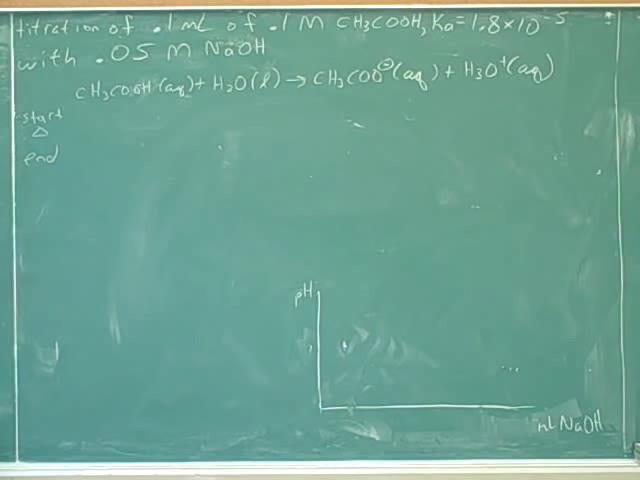 titration of .1 mL of .1 M CH3COOH, Ka = 1.8×10⁻⁵
with .05 M NaOH
CH3COOH (aq) + H2O (l) → CH3COO⊖ (aq) + H3O⁺ (aq)
start
△
end
pH
mL NaOH